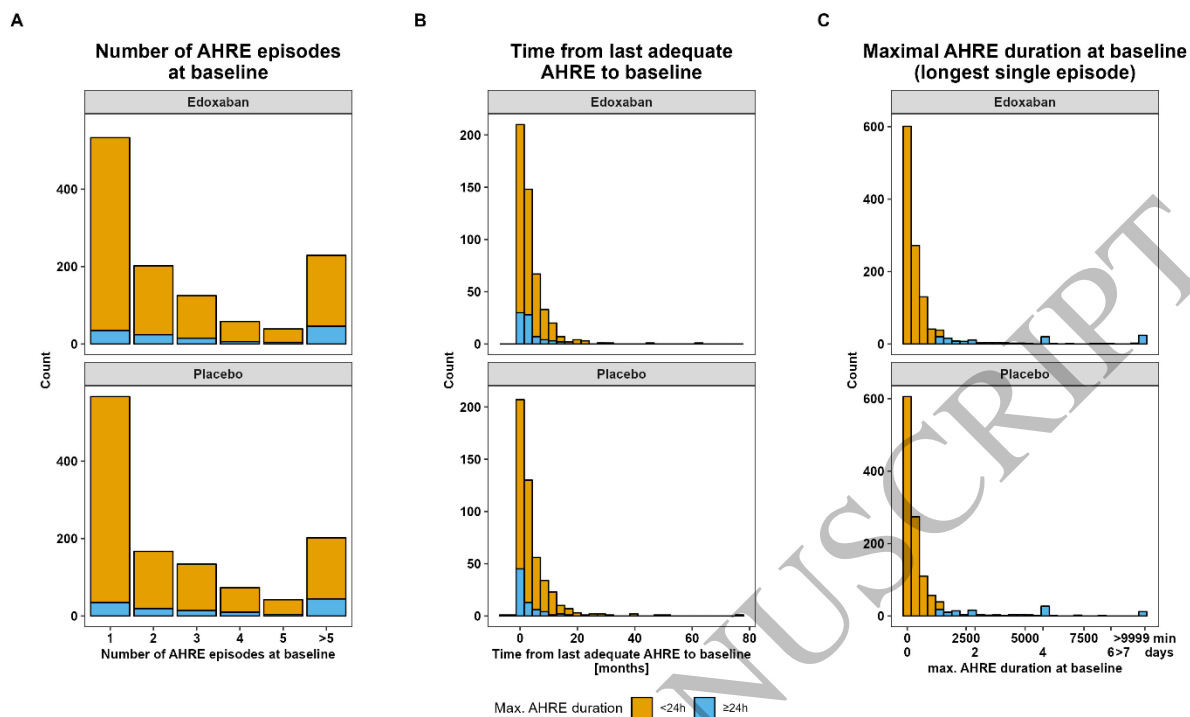 A
Number of AHRE episodes
at baseline
Edoxaban
400
200
0
Placebo
400
200
0
Count
1 2 3 4 5 >5
Number of AHRE episodes at baseline
B
Time from last adequate
AHRE to baseline
Edoxaban
200
150
100
50
0
Placebo
200
150
100
50
0
Count
0 20 40 60 80
Time from last adequate AHRE to baseline
[months]
C
Maximal AHRE duration at baseline
(longest single episode)
Edoxaban
600
400
200
0
Placebo
600
400
200
0
Count
0 2500 5000 7500 >9999 min
0 2 4 6 >7 days
max. AHRE duration at baseline
Max. AHRE duration <24h ≥24h
NUSCRIPT